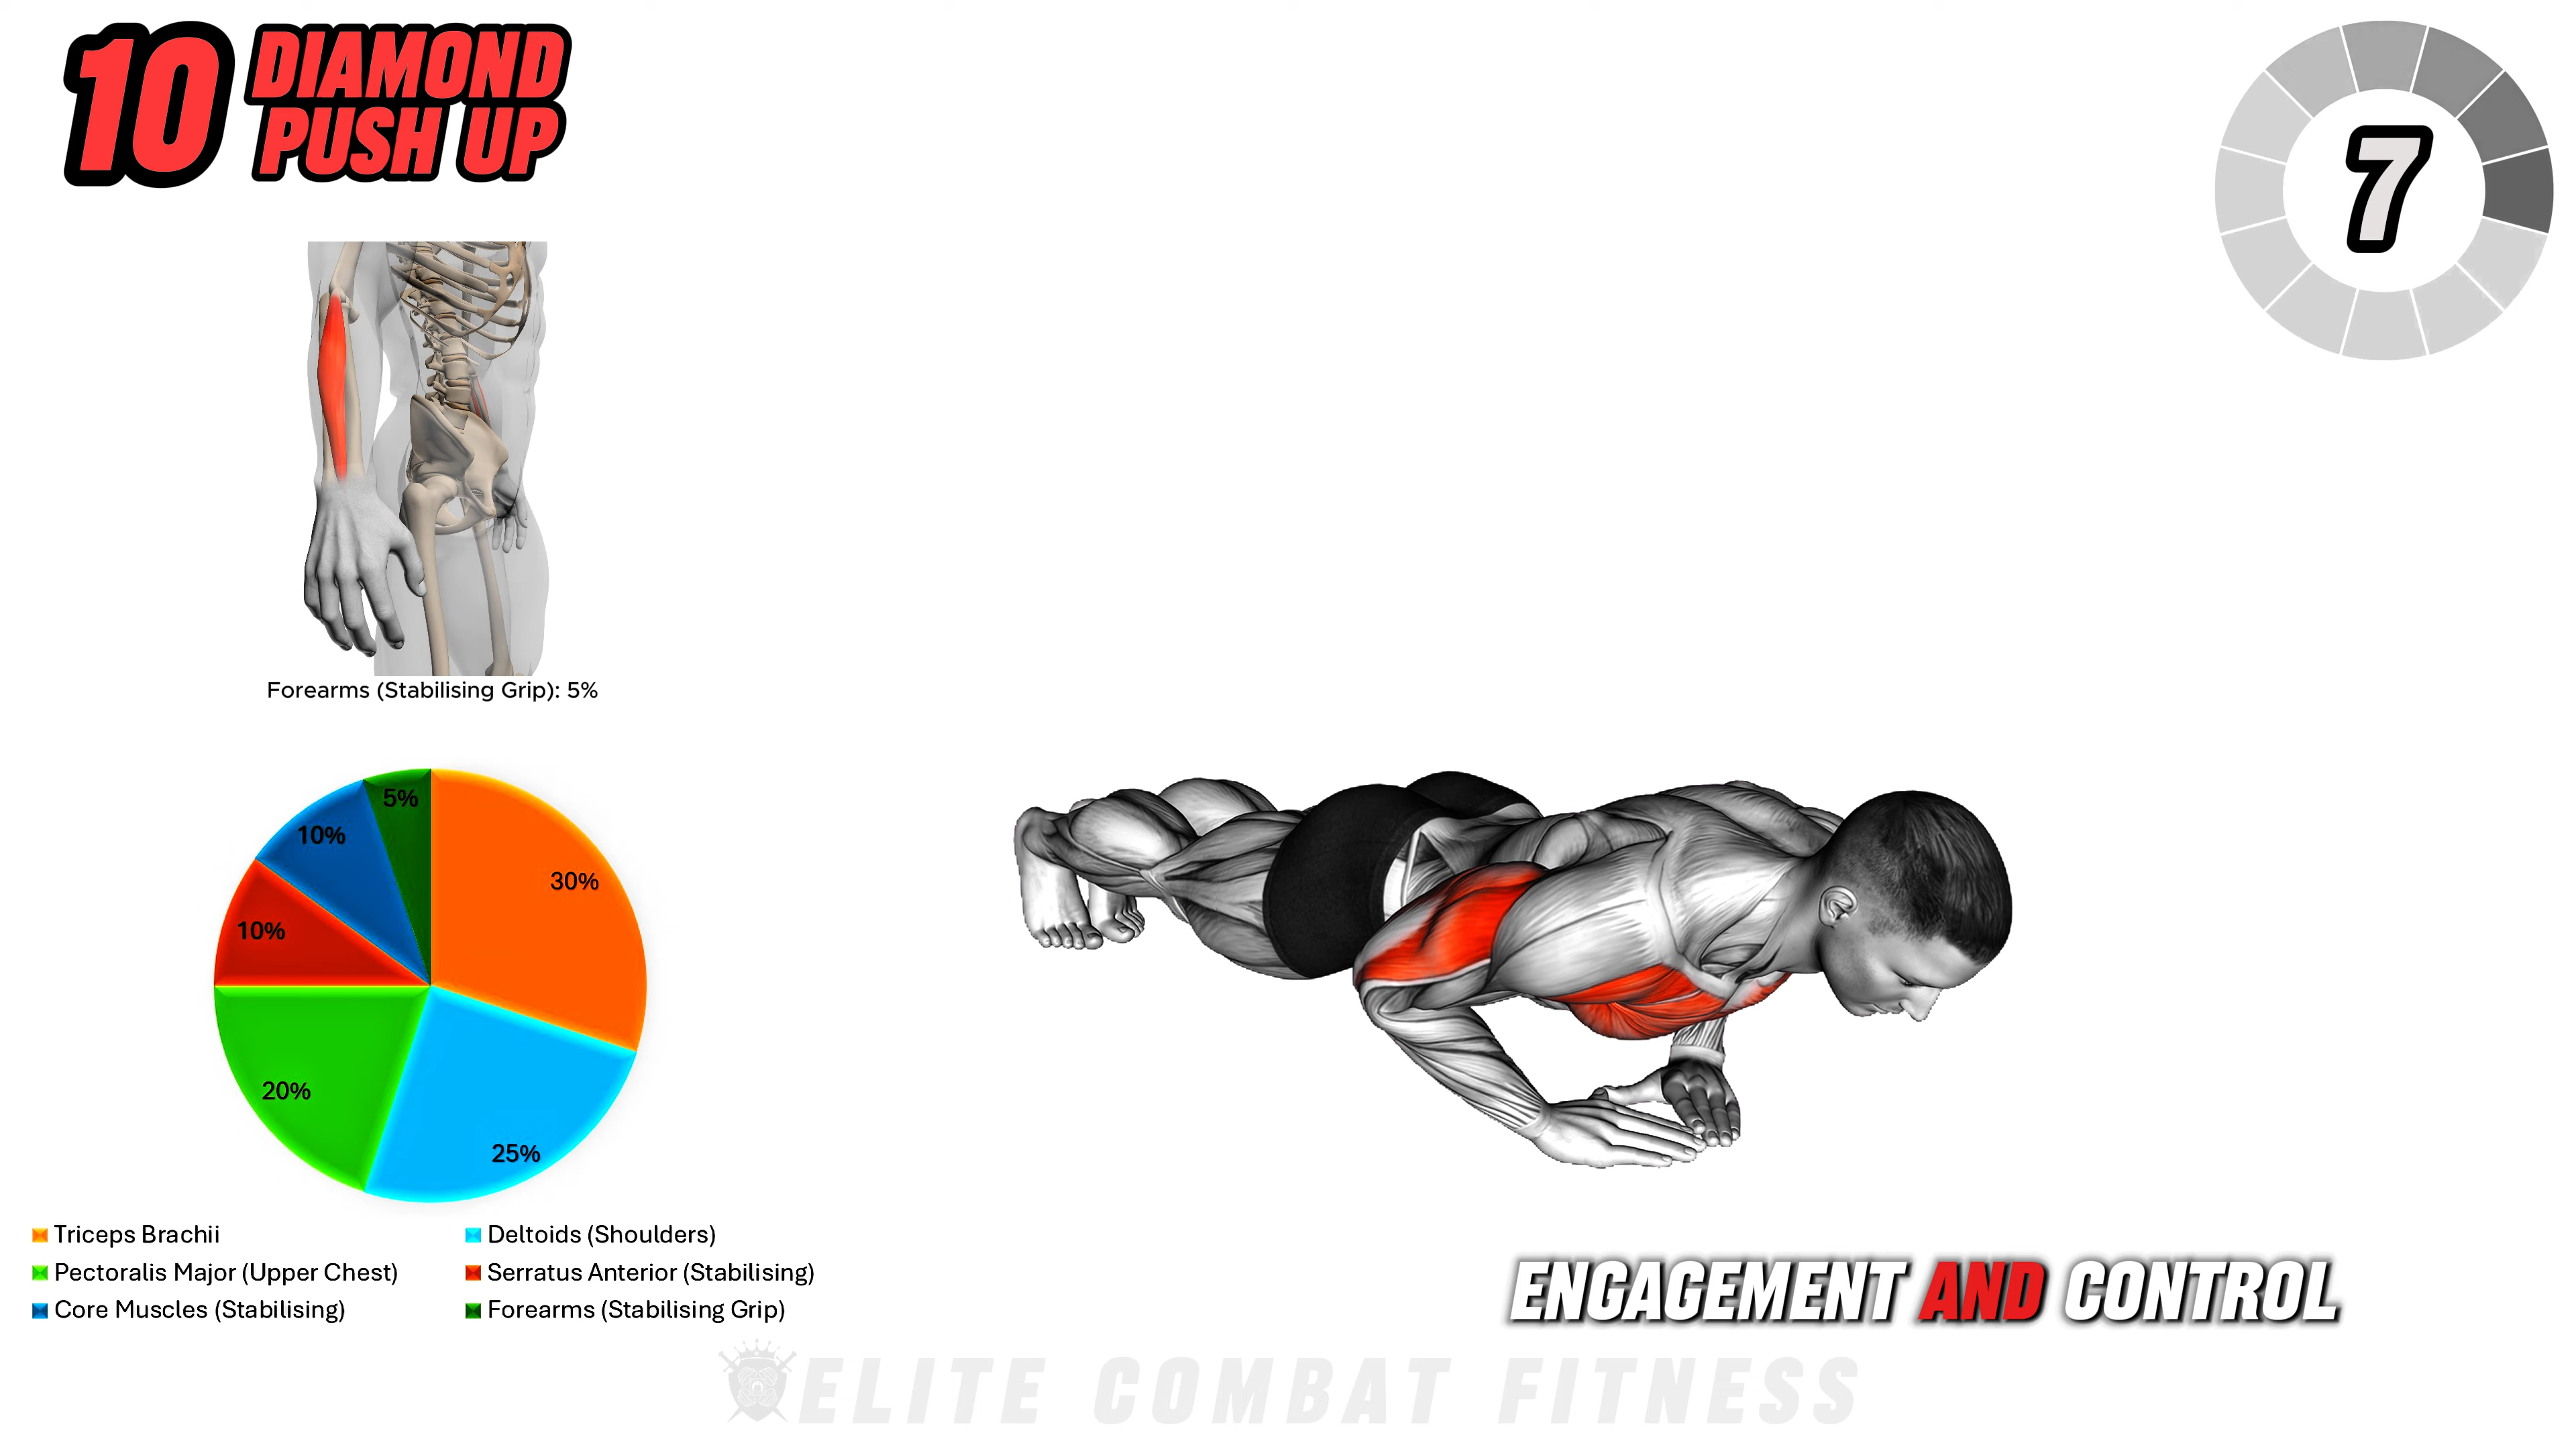 10
DIAMOND
PUSH UP
7
Forearms (Stabilising Grip): 5%
5%
10%
30%
10%
20%
25%
Triceps Brachii
Deltoids (Shoulders)
Pectoralis Major (Upper Chest)
Serratus Anterior (Stabilising)
Core Muscles (Stabilising)
Forearms (Stabilising Grip)
ENGAGEMENT AND CONTROL
ELITE COMBAT FITNESS